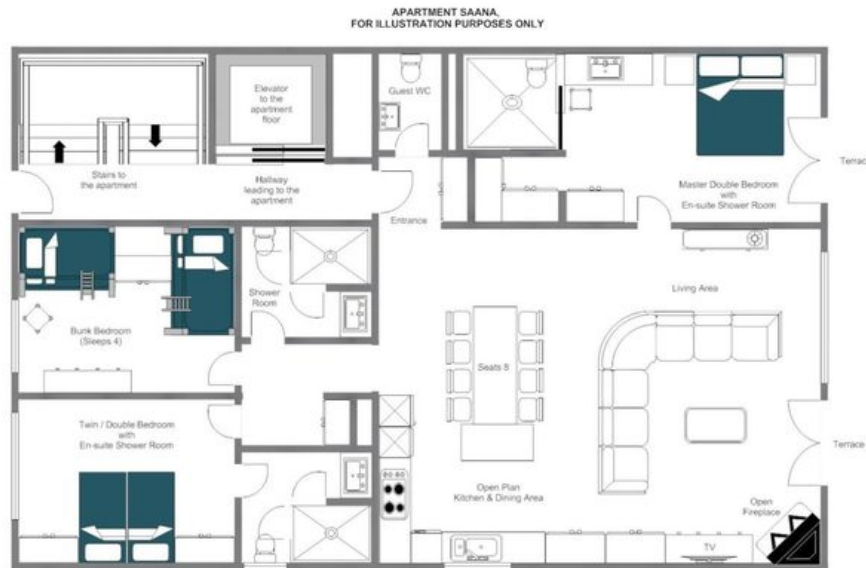 APARTMENT SAANA,
FOR ILLUSTRATION PURPOSES ONLY
Elevator
to the
apartment
floor
Guest WC
Stairs to
the apartment
Hallway
leading to the
apartment
Entrance
Master Double Bedroom
with
En-suite Shower Room
Terrac
Bunk Bedroom
(Sleeps 4)
Shower
Room
Living Area
Seats 8
Twin / Double Bedroom
with
En-suite Shower Room
Open Plan
Kitchen & Dining Area
Terrace
Open
Fireplace
TV